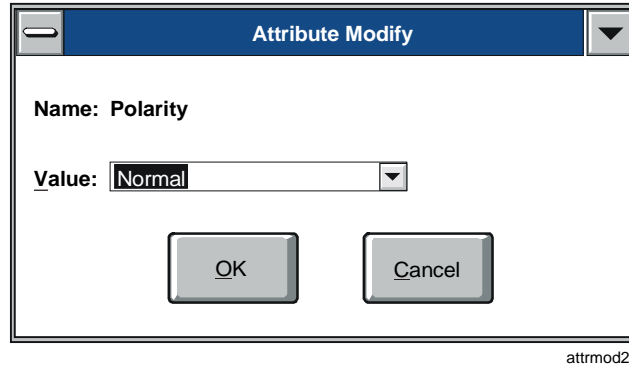 Attribute Modify
Name: Polarity
Value: Normal
OK Cancel
attrmod2